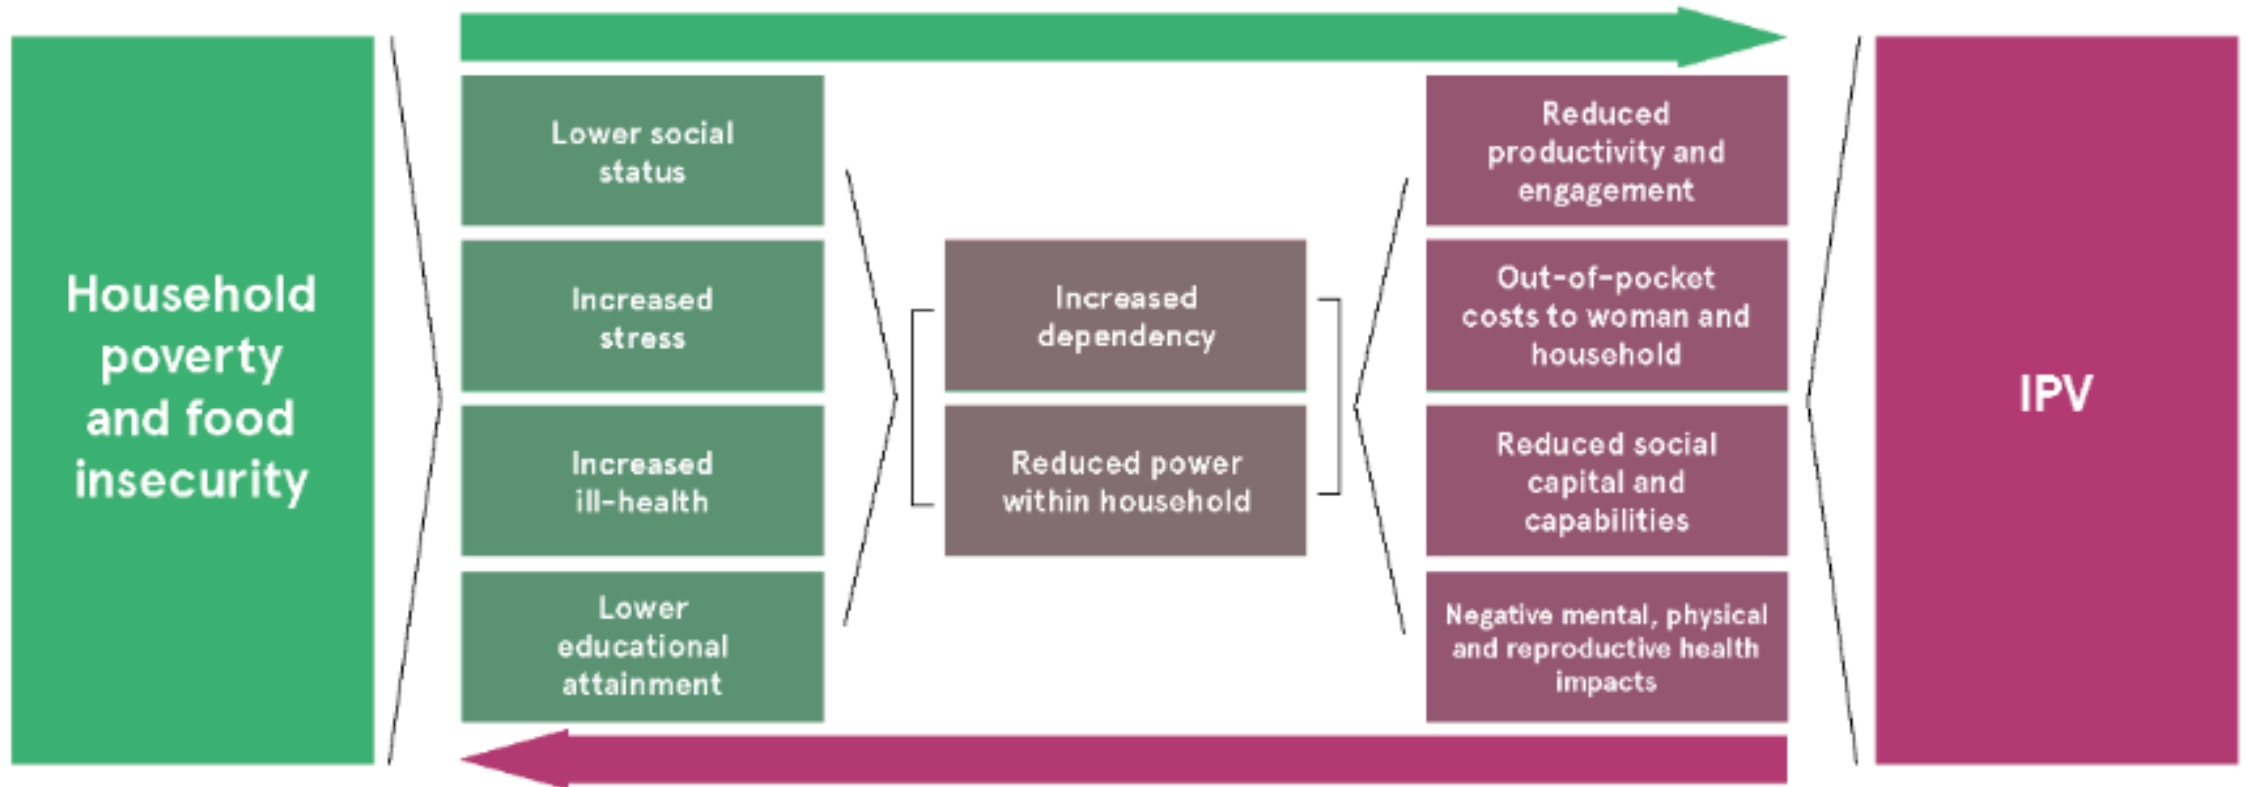 Household
poverty
and food
insecurity
Lower social
status
Increased
stress
Increased
ill-health
Lower
educational
attainment
Increased
dependency
Reduced power
within household
Reduced
productivity and
engagement
Out-of-pocket
costs to woman and
household
Reduced social
capital and
capabilities
Negative mental, physical
and reproductive health
impacts
IPV